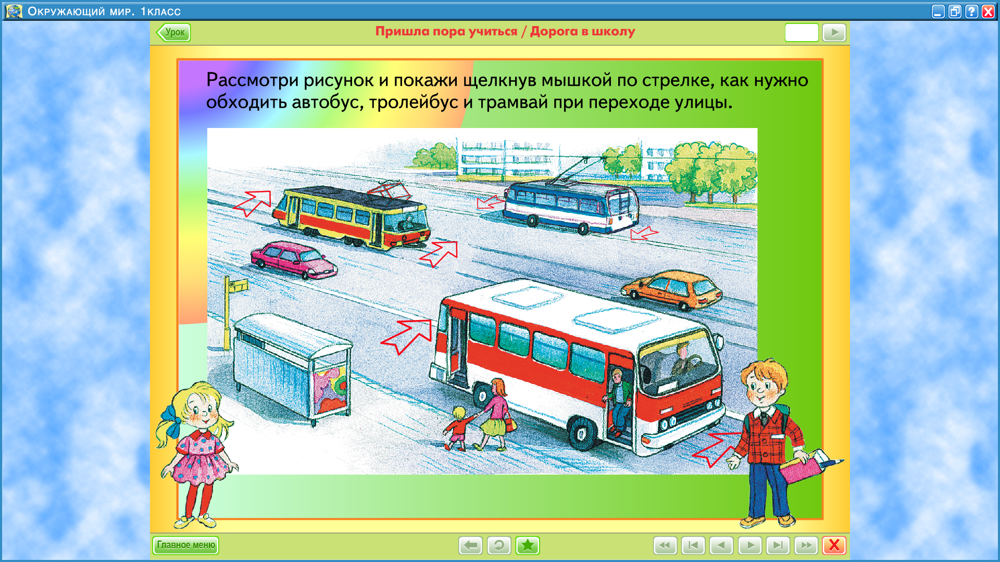 Окружающий мир. 1класс
Урок
Пришла пора учиться / Дорога в школу
Рассмотри рисунок и покажи щелкнув мышкой по стрелке, как нужно
обходить автобус, тролейбус и трамвай при переходе улицы.
Главное меню